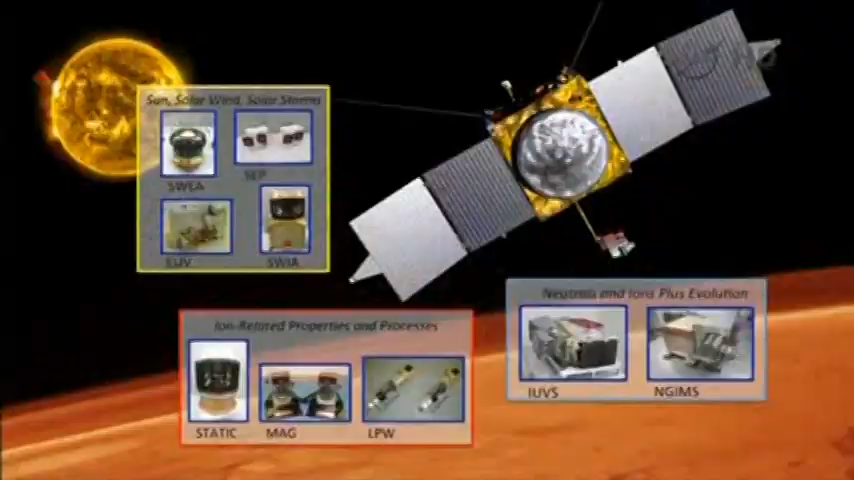 Sun, Solar Wind, Solar Storms
SWEA
SEP
EUV
SWIA
Ion-Related Properties and Processes
STATIC
MAG
LPW
Neutrals and Ions Plus Evolution
IUVS
NGIMS